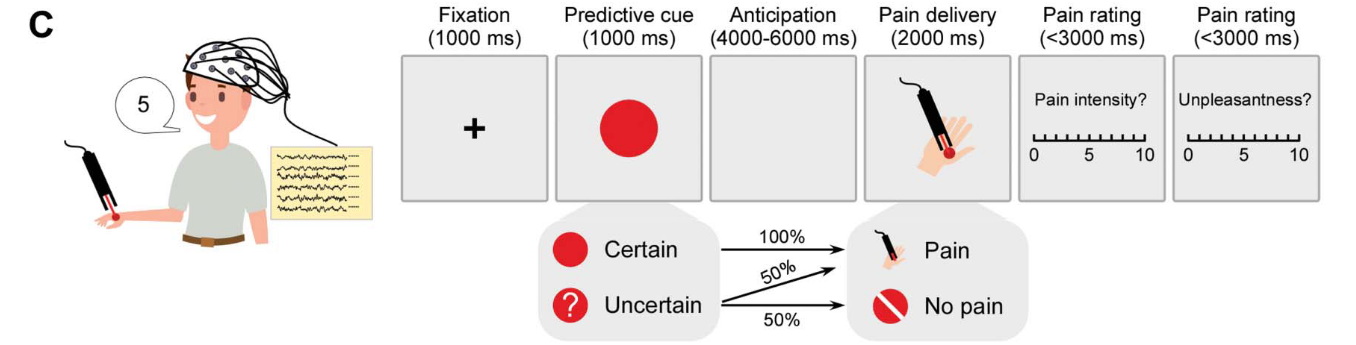 C
Fixation
(1000 ms)
Predictive cue
(1000 ms)
Anticipation
(4000-6000 ms)
Pain delivery
(2000 ms)
Pain rating
(<3000 ms)
Pain rating
(<3000 ms)
5
+
Pain intensity?
0 5 10
Unpleasantness?
0 5 10
Certain
100%
Pain
50%
? Uncertain
50%
No pain